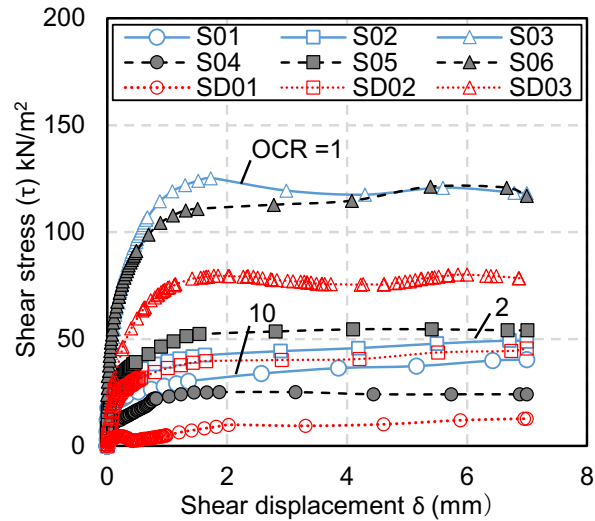 200
S01 S02 S03
S04 S05 S06
SD01 SD02 SD03
150
OCR =1
100
10
2
50
0
0 2 4 6 8
Shear stress (τ) kN/m²
Shear displacement δ (mm）